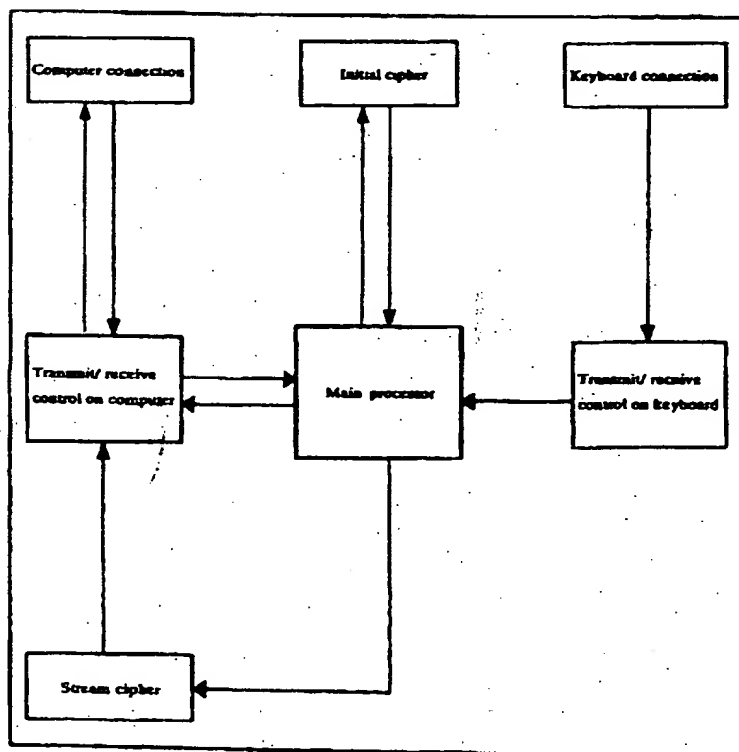 Computer connection
Initial cipher
Keyboard connection
Transmit/ receive
control on computer
Main processor
Transmit/ receive
control on keyboard
Stream cipher